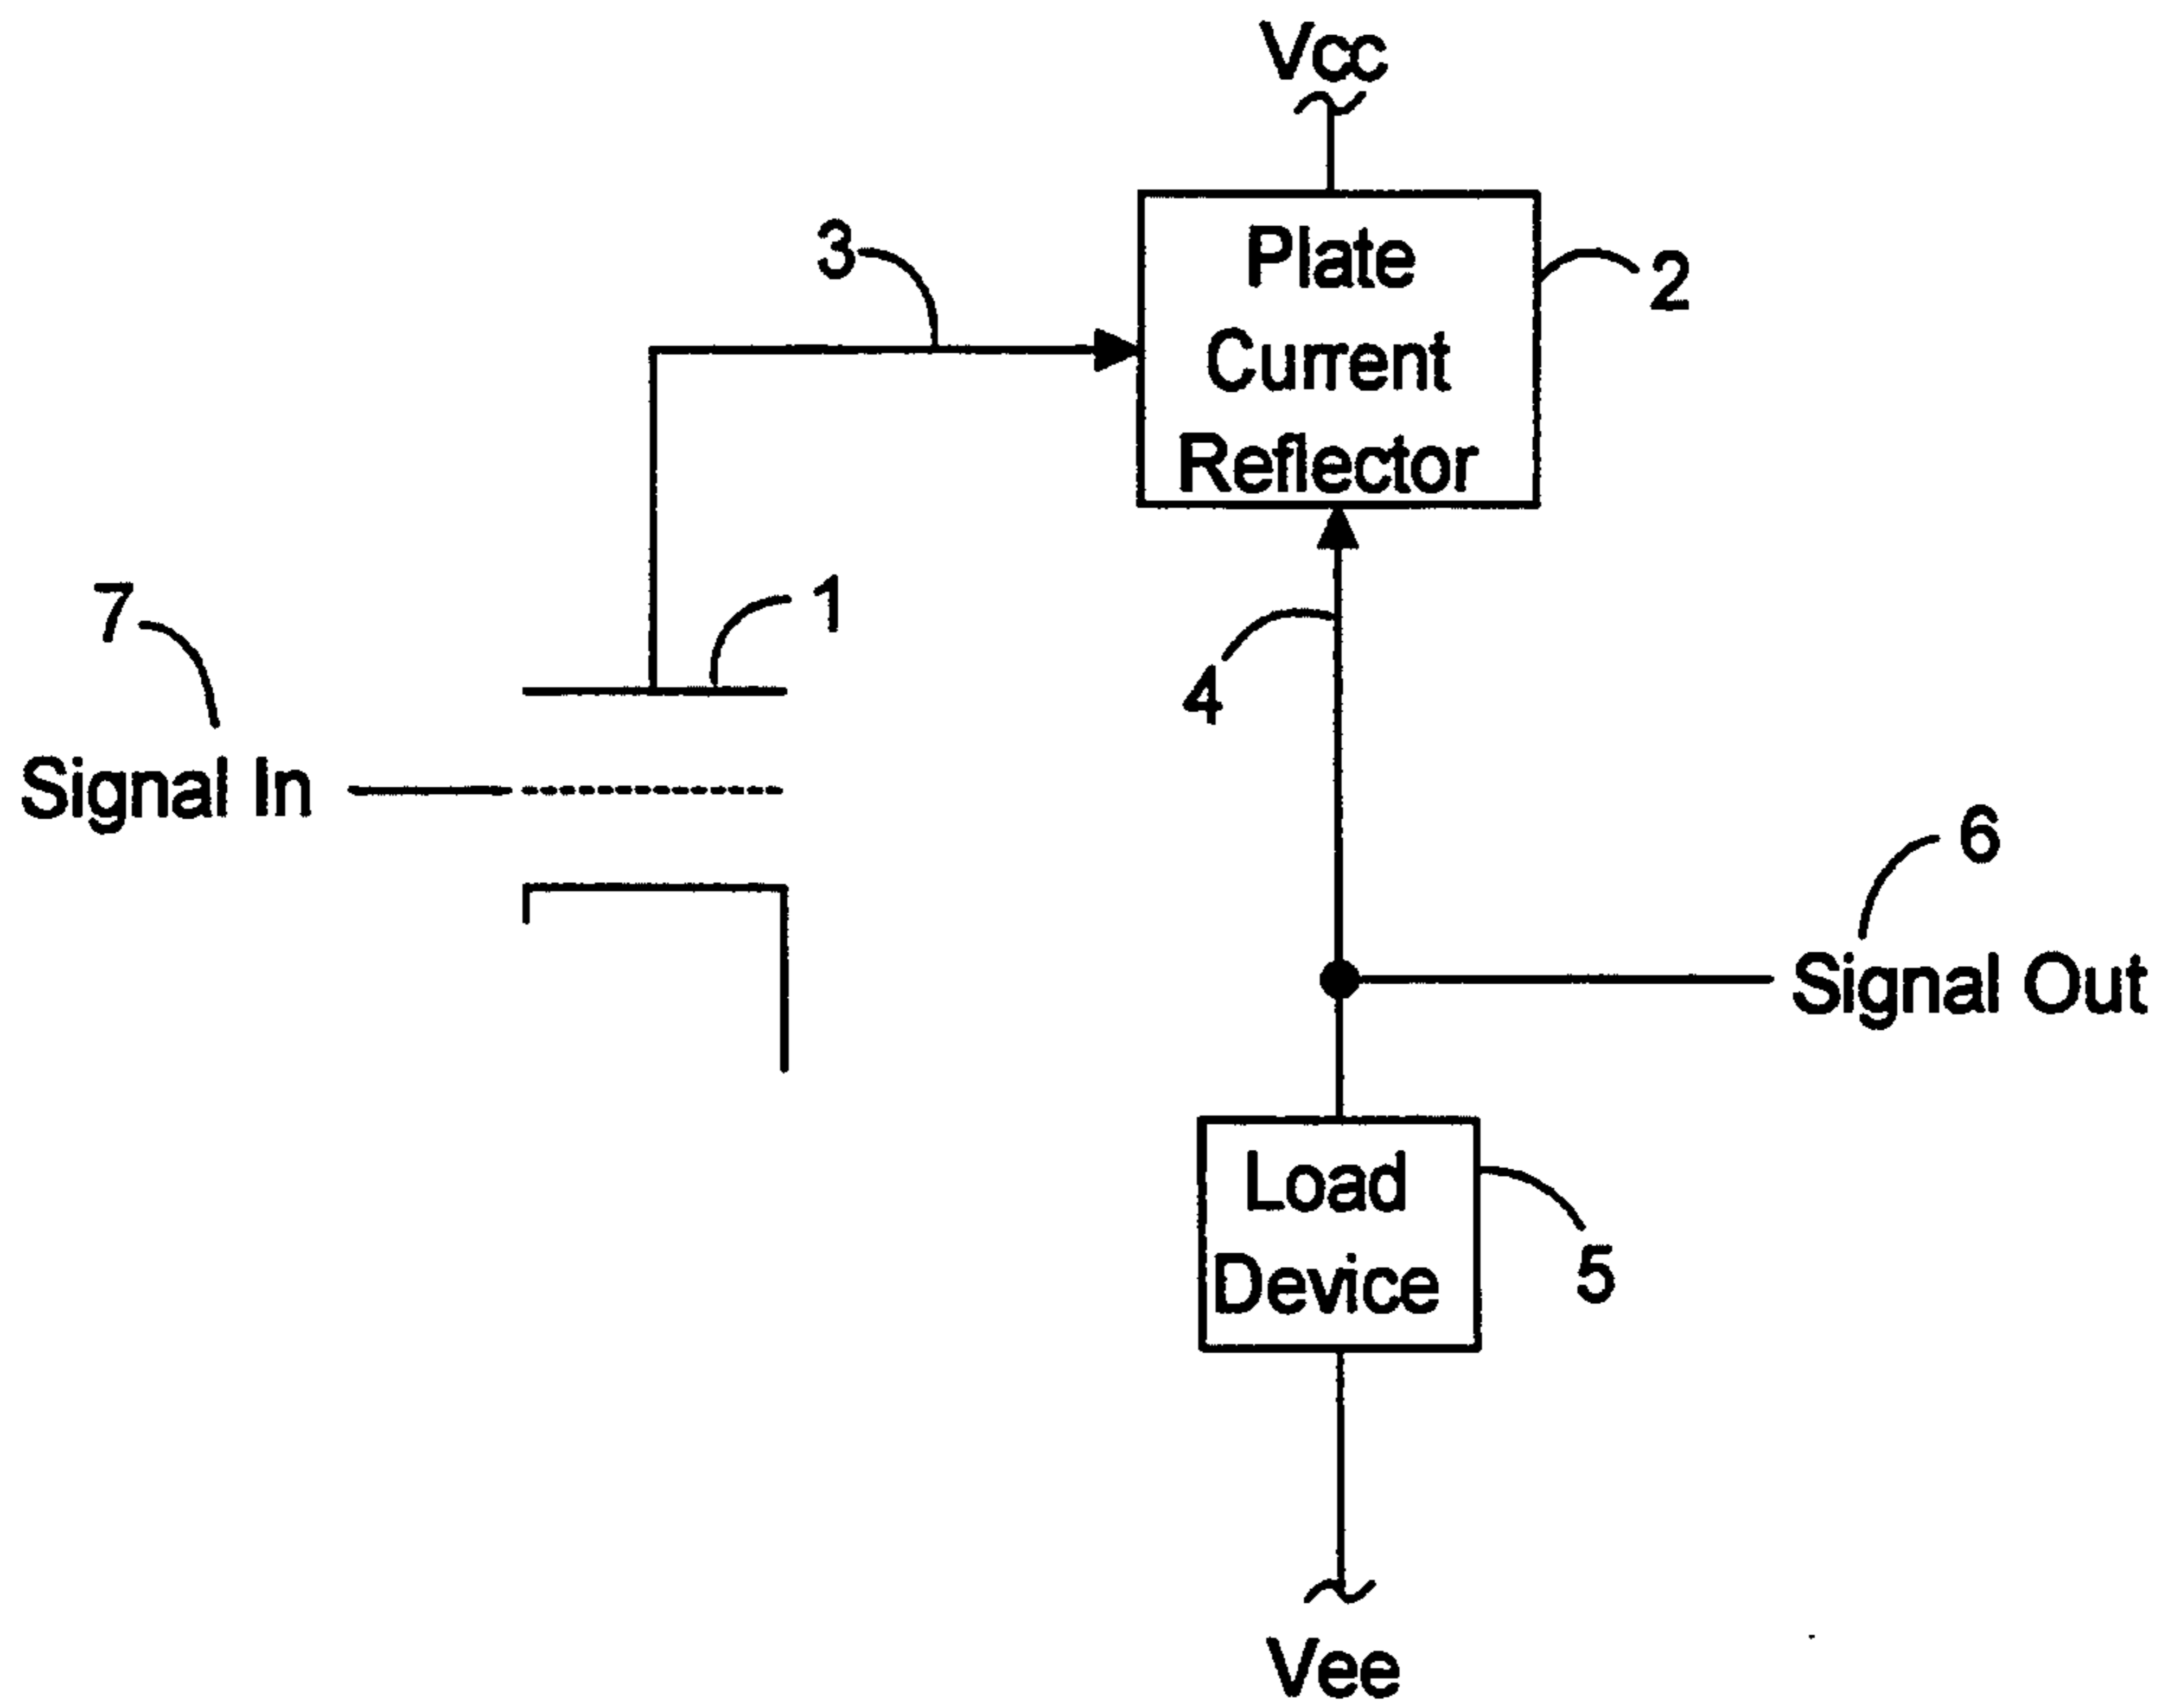 Vcc
Plate
Current
Reflector
2
3
7
1
4
Signal In
6
Signal Out
Load
Device
5
Vee